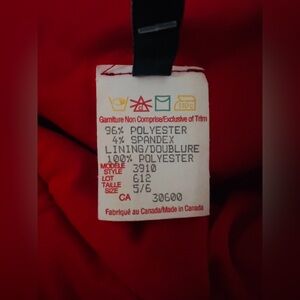 Garniture Non Comprise/Exclusive of Trim
96% POLYESTER
4% SPANDEX
LINING/DOUBLURE
100% POLYESTER
MODÈLE
STYLE 3910
LOT 612
TAILLE
SIZE 5/6
CA 30600
Fabriqué au Canada/Made in Canada